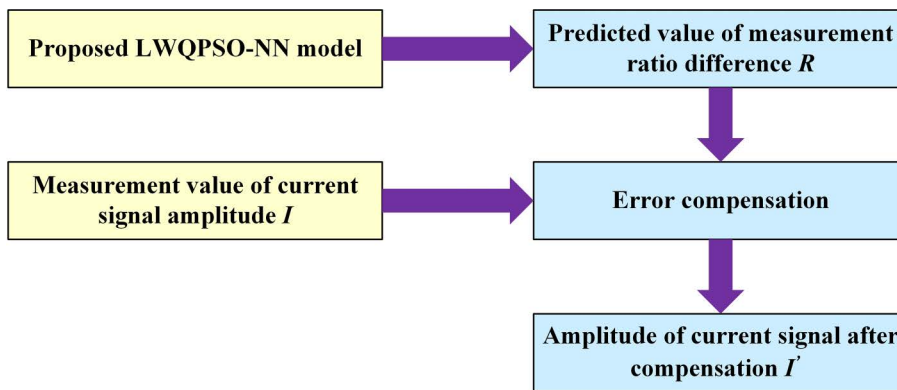 Proposed LWQPSO-NN model
Predicted value of measurement
ratio difference R
Measurement value of current
signal amplitude I
Error compensation
Amplitude of current signal after
compensation I'